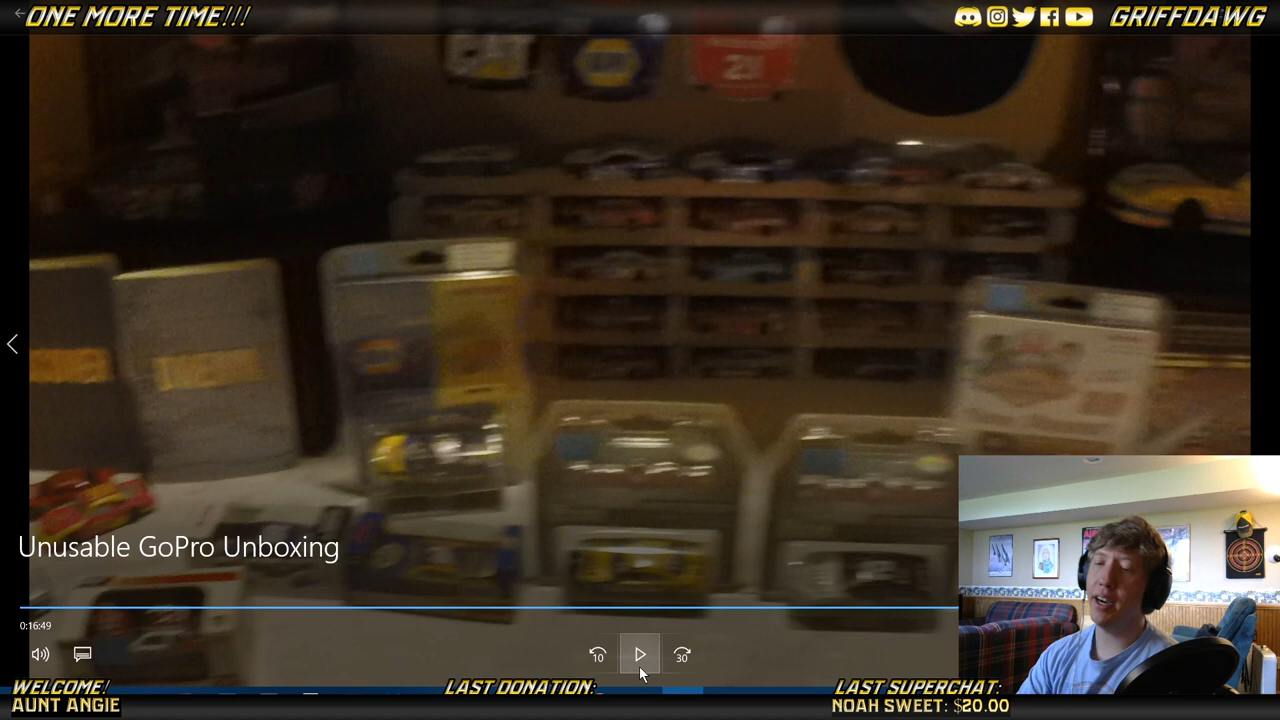 ONE MORE TIME!!!
GRIFFDAWG
21
Unusable GoPro Unboxing
0:16:49
10
30
WELCOME!
AUNT ANGIE
LAST DONATION:
LAST SUPERCHAT:
NOAH SWEET: $20.00